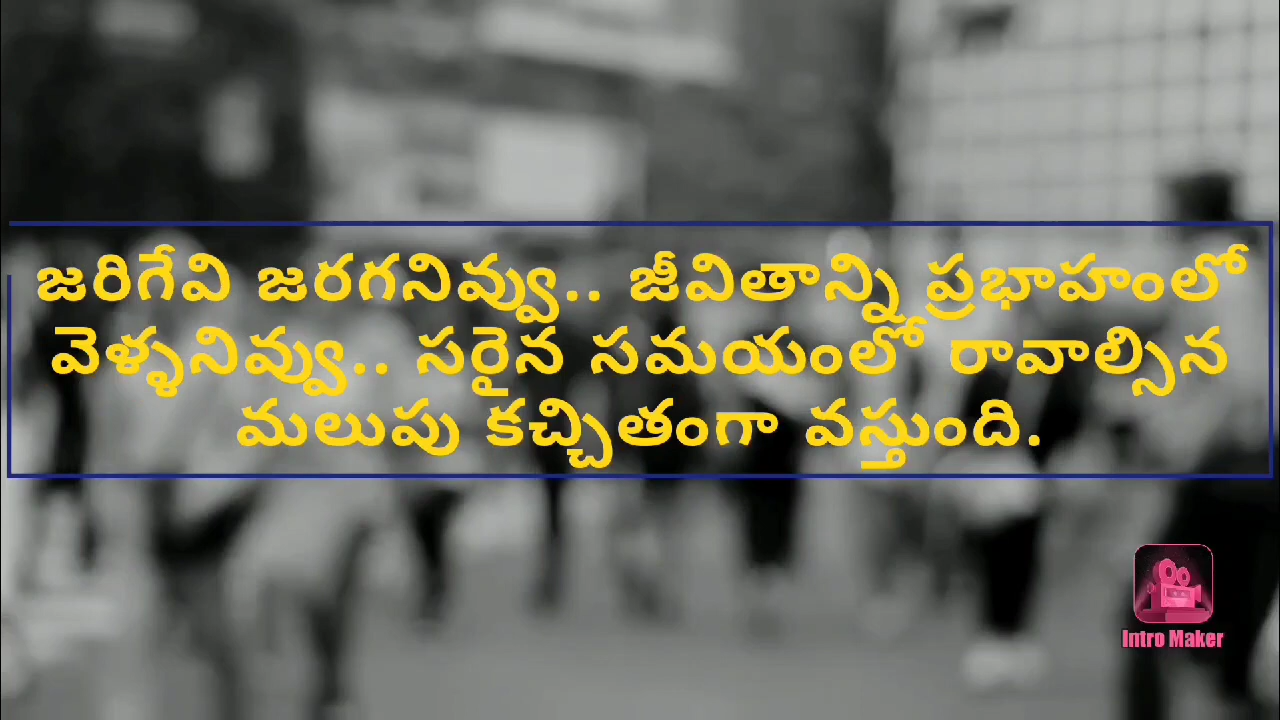 జరిగేవి జరగనివ్వు.. జీవితాన్ని ప్రభాహంలో
వెళ్ళనివ్వు.. సరైన సమయంలో రావాల్సిన
మలుపు కచ్చితంగా వస్తుంది.
Intro Maker